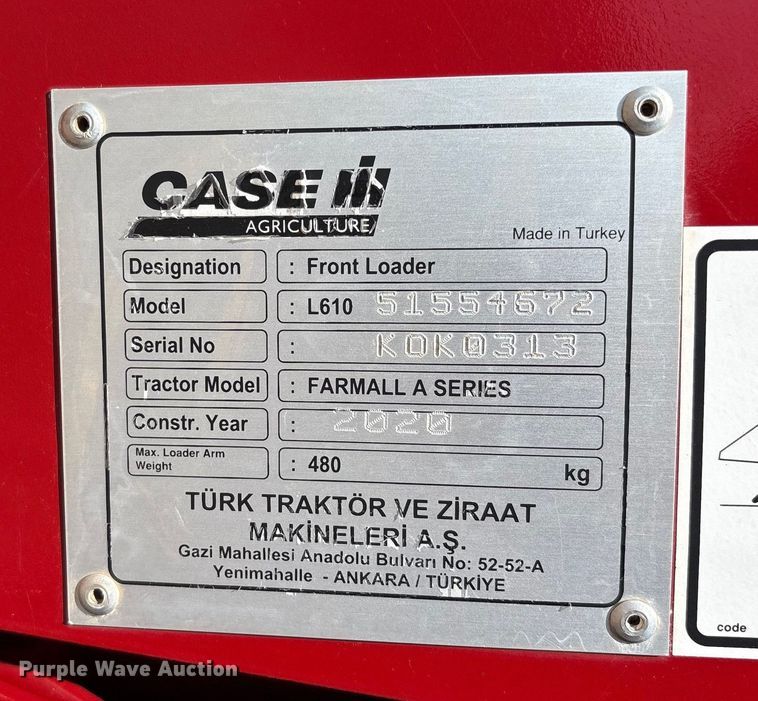 CASE IH
AGRICULTURE
Made in Turkey
Designation : Front Loader
Model : L610 51554672
Serial No : K0K0313
Tractor Model : FARMALL A SERIES
Constr. Year : 2020
Max. Loader Arm Weight : 480 kg
TÜRK TRAKTÖR VE ZİRAAT
MAKİNELERİ A.Ş.
Gazi Mahallesi Anadolu Bulvarı No: 52-52-A
Yenimahalle - ANKARA / TÜRKİYE
code
Purple Wave Auction